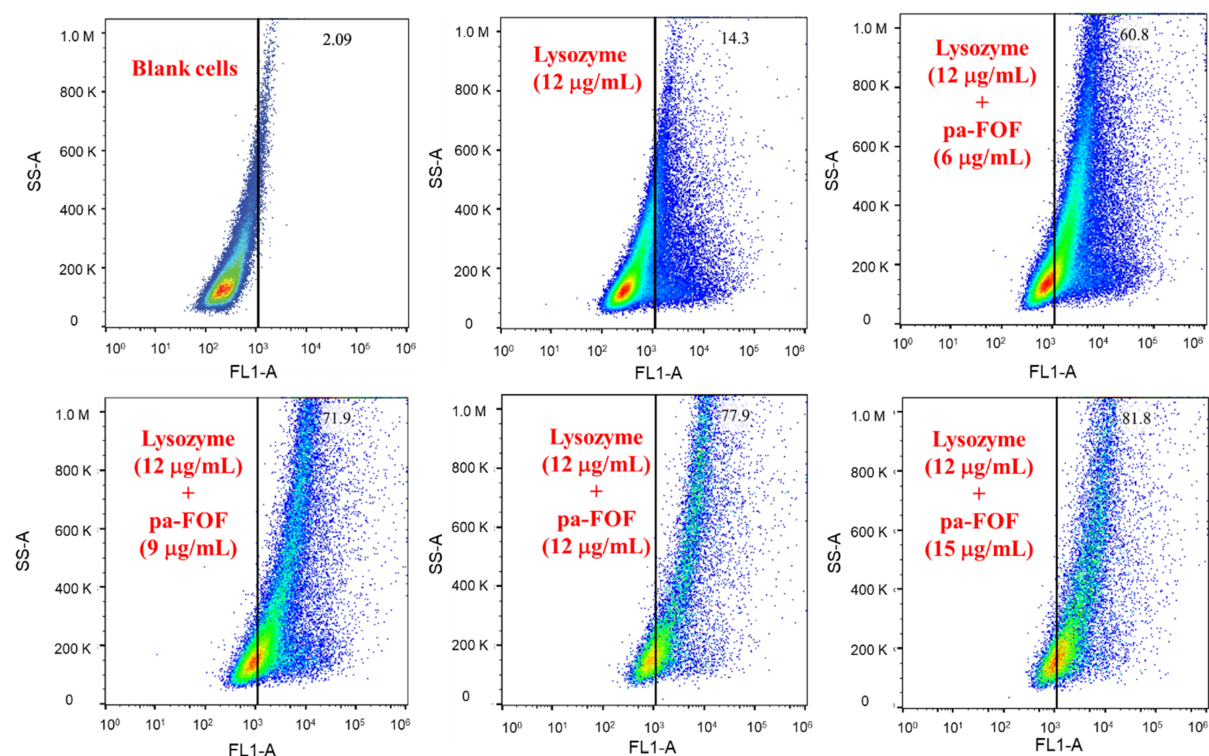 2.09
Blank cells
1.0 M
800 K
600 K
400 K
200 K
0
SS-A
10⁰ 10¹ 10² 10³ 10⁴ 10⁵ 10⁶
FL1-A
14.3
Lysozyme
(12 μg/mL)
1.0 M
800 K
600 K
400 K
200 K
0
SS-A
10⁰ 10¹ 10² 10³ 10⁴ 10⁵ 10⁶
FL1-A
60.8
Lysozyme
(12 μg/mL)
+
pa-FOF
(6 μg/mL)
1.0 M
800 K
600 K
400 K
200 K
0
SS-A
10⁰ 10¹ 10² 10³ 10⁴ 10⁵ 10⁶
FL1-A
71.9
Lysozyme
(12 μg/mL)
+
pa-FOF
(9 μg/mL)
1.0 M
800 K
600 K
400 K
200 K
0
SS-A
10⁰ 10¹ 10² 10³ 10⁴ 10⁵ 10⁶
FL1-A
77.9
Lysozyme
(12 μg/mL)
+
pa-FOF
(12 μg/mL)
1.0 M
800 K
600 K
400 K
200 K
0
SS-A
10⁰ 10¹ 10² 10³ 10⁴ 10⁵ 10⁶
FL1-A
81.8
Lysozyme
(12 μg/mL)
+
pa-FOF
(15 μg/mL)
1.0 M
800 K
600 K
400 K
200 K
0
SS-A
10⁰ 10¹ 10² 10³ 10⁴ 10⁵ 10⁶
FL1-A